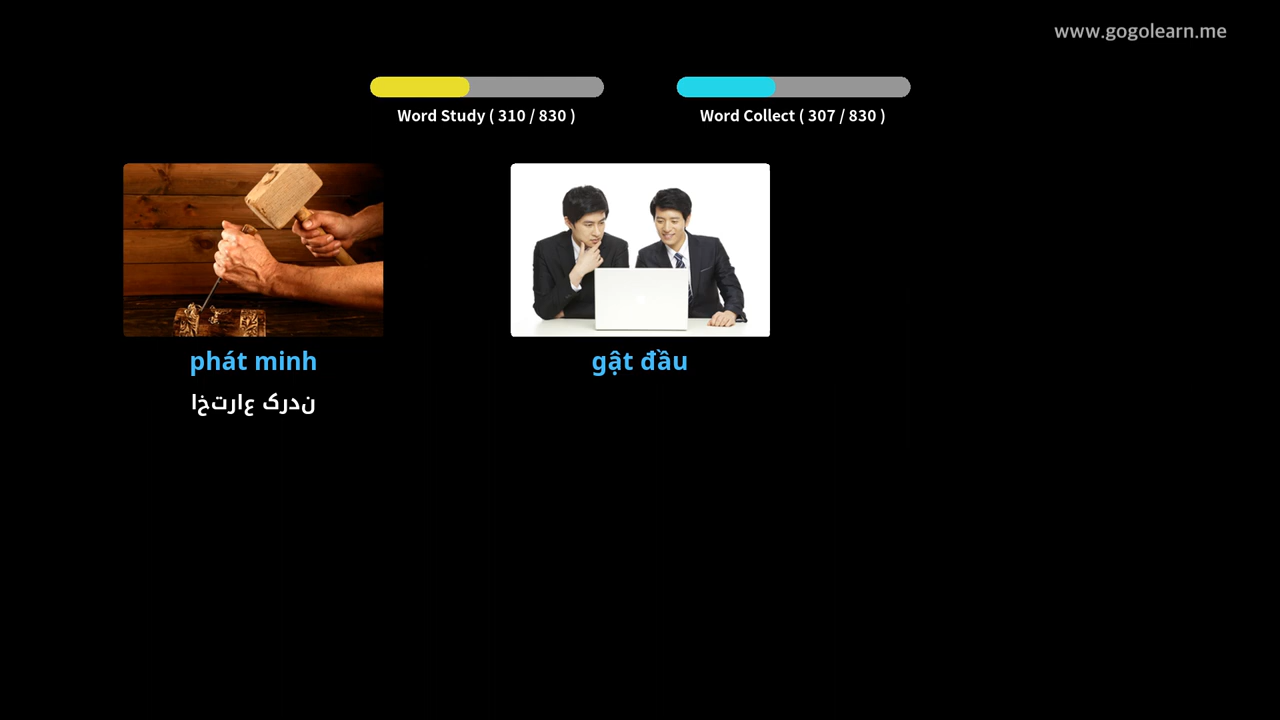 www.gogolearn.me
Word Study ( 310 / 830 )
Word Collect ( 307 / 830 )
phát minh
gật đầu
اختراع کردن